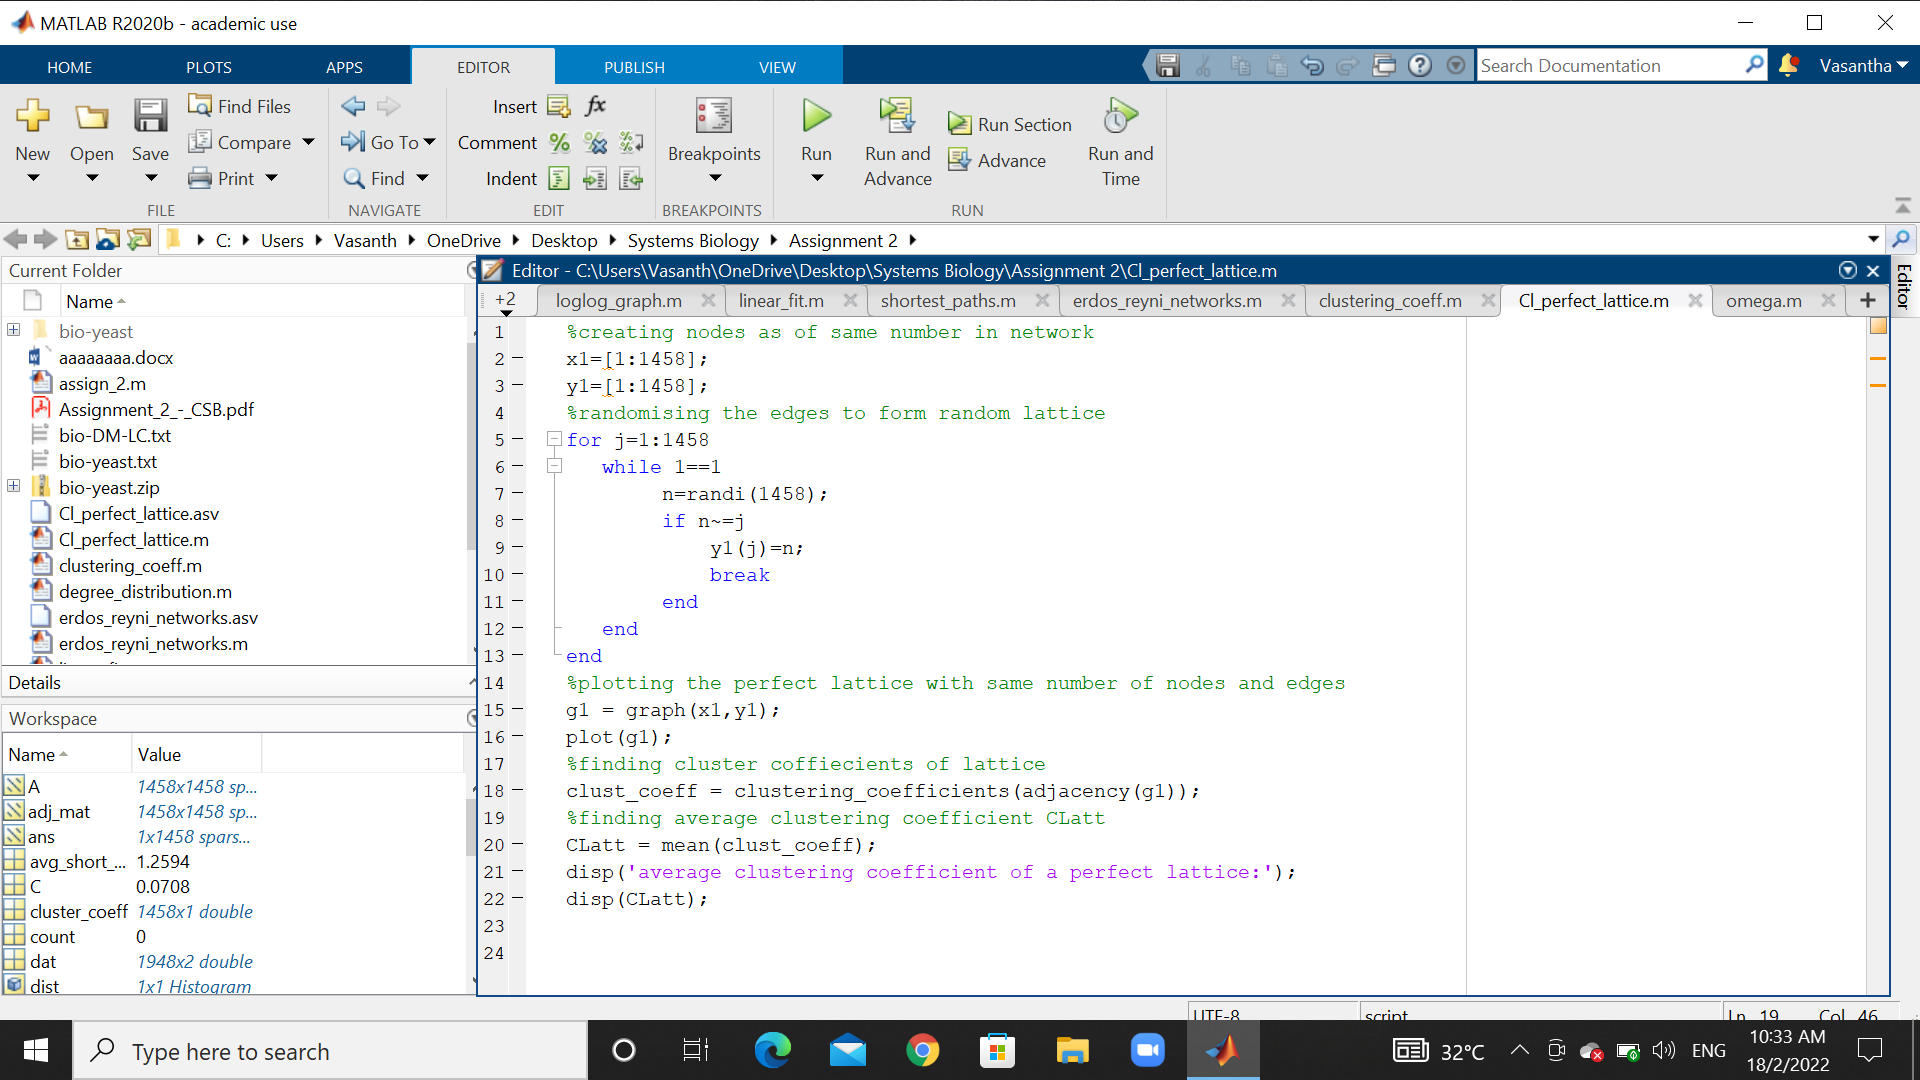 MATLAB R2020b - academic use
HOME PLOTS APPS EDITOR PUBLISH VIEW Search Documentation Vasantha
New Open Save Find Files Compare Print
FILE
Go To Find
NAVIGATE
Insert fx
Comment
Indent
EDIT
Breakpoints
BREAKPOINTS
Run Run and Advance Run Section Advance Run and Time
RUN
C: Users Vasanth OneDrive Desktop Systems Biology Assignment 2
Current Folder
Name
bio-yeast
aaaaaaaa.docx
assign_2.m
Assignment_2_-_CSB.pdf
bio-DM-LC.txt
bio-yeast.txt
bio-yeast.zip
Cl_perfect_lattice.asv
Cl_perfect_lattice.m
clustering_coeff.m
degree_distribution.m
erdos_reyni_networks.asv
erdos_reyni_networks.m
Details
Workspace
Name Value
A 1458x1458 sp...
adj_mat 1458x1458 sp...
ans 1x1458 spars...
avg_short_... 1.2594
C 0.0708
cluster_coeff 1458x1 double
count 0
dat 1948x2 double
dist 1x1 Histogram
Editor - C:\Users\Vasanth\OneDrive\Desktop\Systems Biology\Assignment 2\Cl_perfect_lattice.m
Editor
+2 loglog_graph.m linear_fit.m shortest_paths.m erdos_reyni_networks.m clustering_coeff.m Cl_perfect_lattice.m omega.m
1 %creating nodes as of same number in network
2 x1=[1:1458];
3 y1=[1:1458];
4 %randomising the edges to form random lattice
5 for j=1:1458
6 while 1==1
7 n=randi(1458);
8 if n~=j
9 y1(j)=n;
10 break
11 end
12 end
13 end
14 %plotting the perfect lattice with same number of nodes and edges
15 g1 = graph(x1,y1);
16 plot(g1);
17 %finding cluster coffiecients of lattice
18 clust_coeff = clustering_coefficients(adjacency(g1));
19 %finding average clustering coefficient CLatt
20 CLatt = mean(clust_coeff);
21 disp('average clustering coefficient of a perfect lattice:');
22 disp(CLatt);
23
24
UTF-8 script Ln 19 Col 46
Type here to search
32°C ENG
10:33 AM
18/2/2022